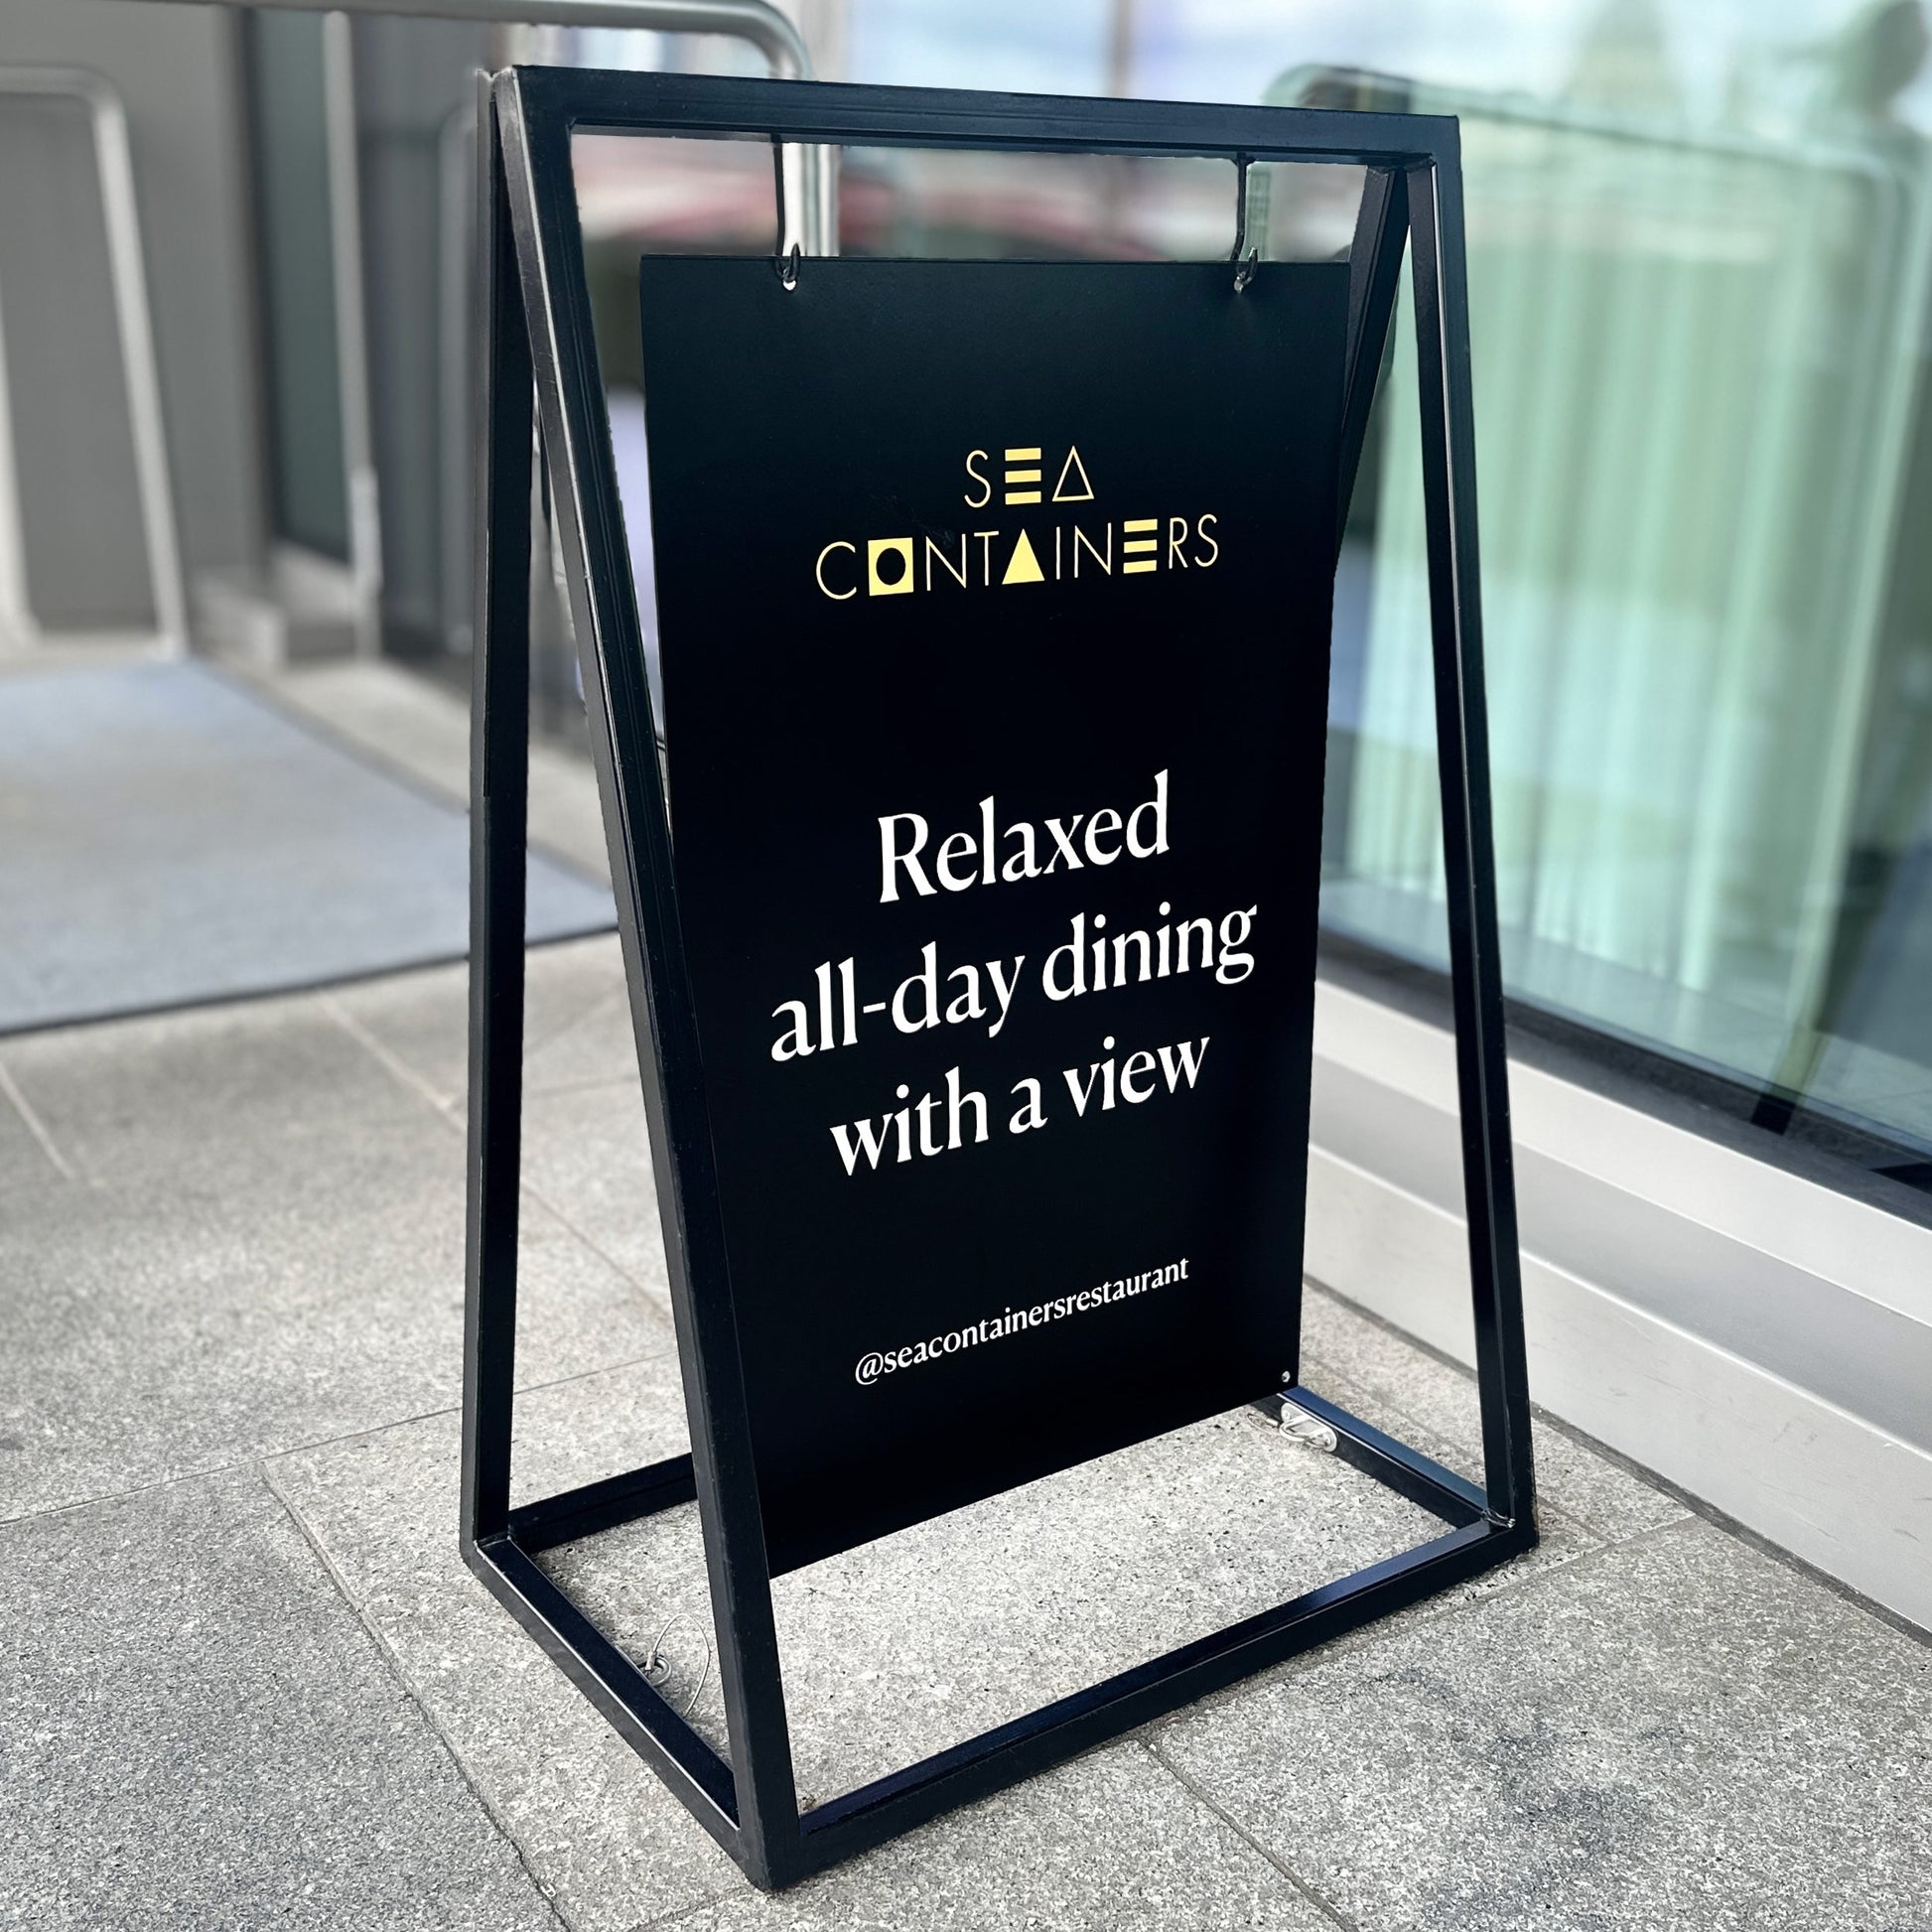 SEA
CONTAINERS
Relaxed
all-day dining
with a view
@seacontainersrestaurant